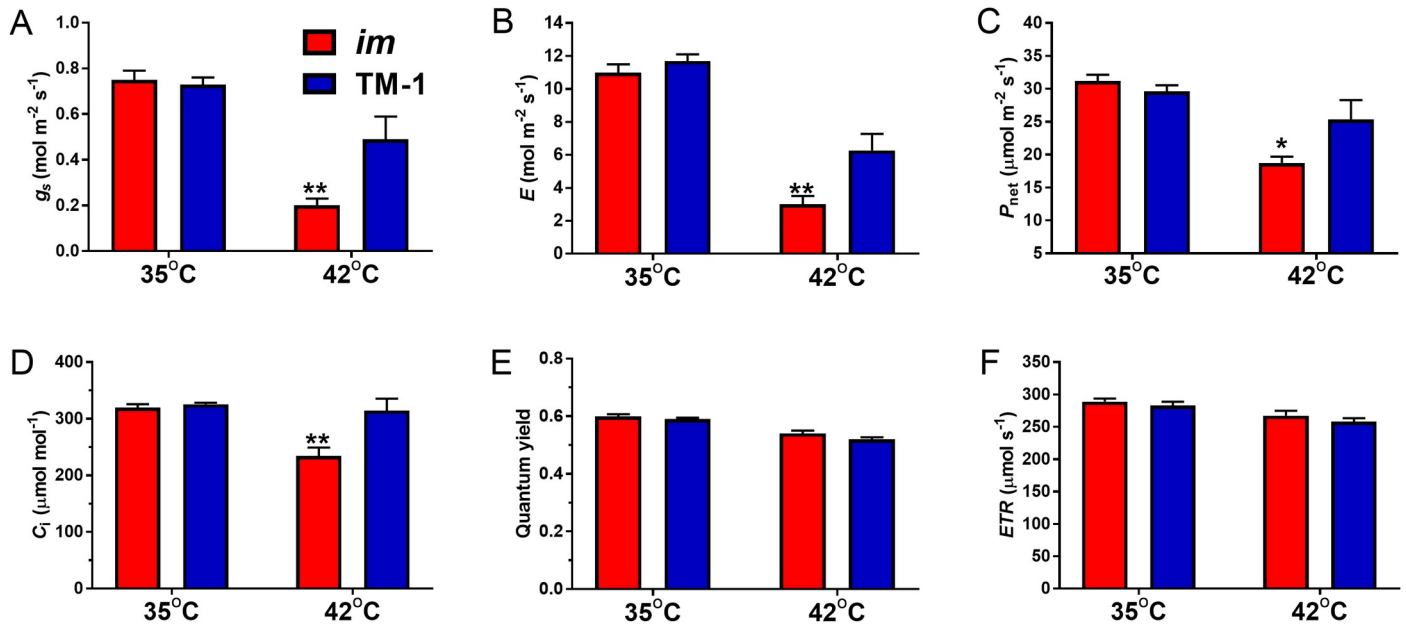 A
gs (mol m-2 s-1)
1.0
0.8
0.6
0.4
0.2
0.0
im
TM-1
**
35°C
42°C
B
E (mol m-2 s-1)
14
12
10
8
6
4
2
0
**
35°C
42°C
C
Pnet (μmol m-2 s-1)
40
35
30
25
20
15
10
5
*
35°C
42°C
D
Ci (μmol mol-1)
400
300
200
100
0
**
35°C
42°C
E
Quantum yield
0.8
0.6
0.4
0.2
0.0
35°C
42°C
F
ETR (μmol s-1)
350
300
250
200
150
100
50
0
35°C
42°C